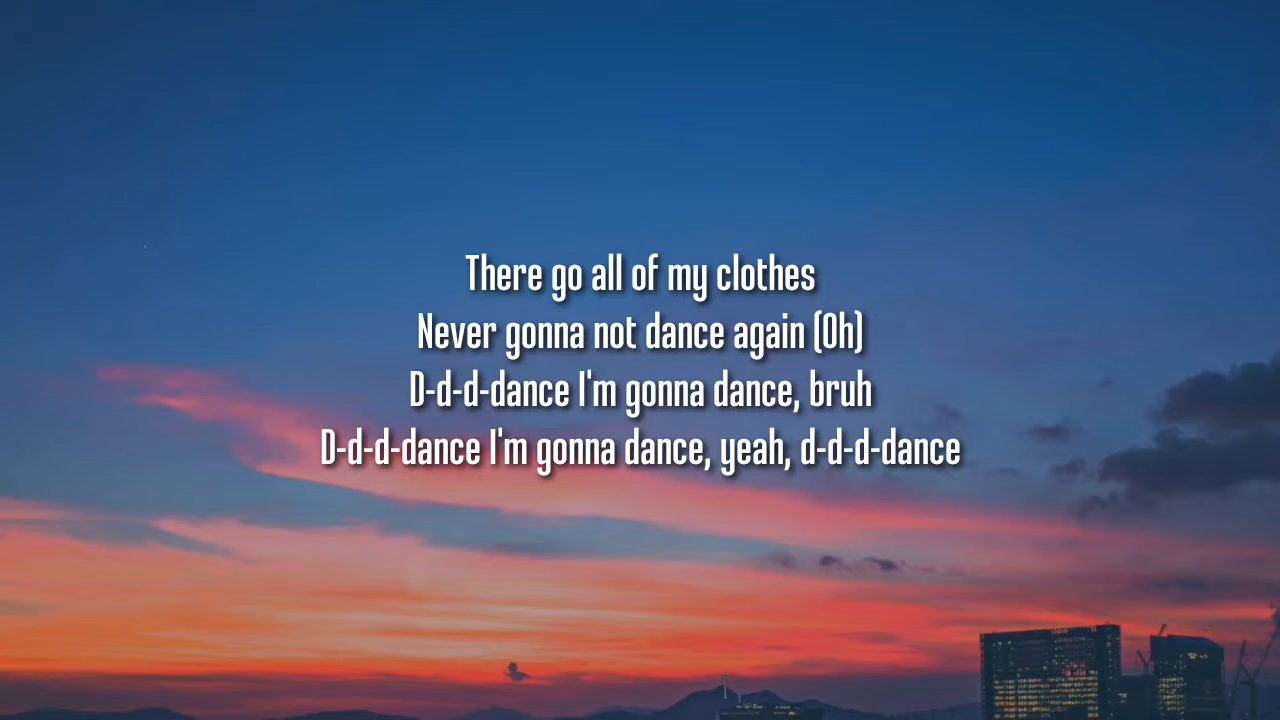 There go all of my clothes
Never gonna not dance again (Oh)
D-d-d-dance I'm gonna dance, bruh
D-d-d-dance I'm gonna dance, yeah, d-d-d-dance